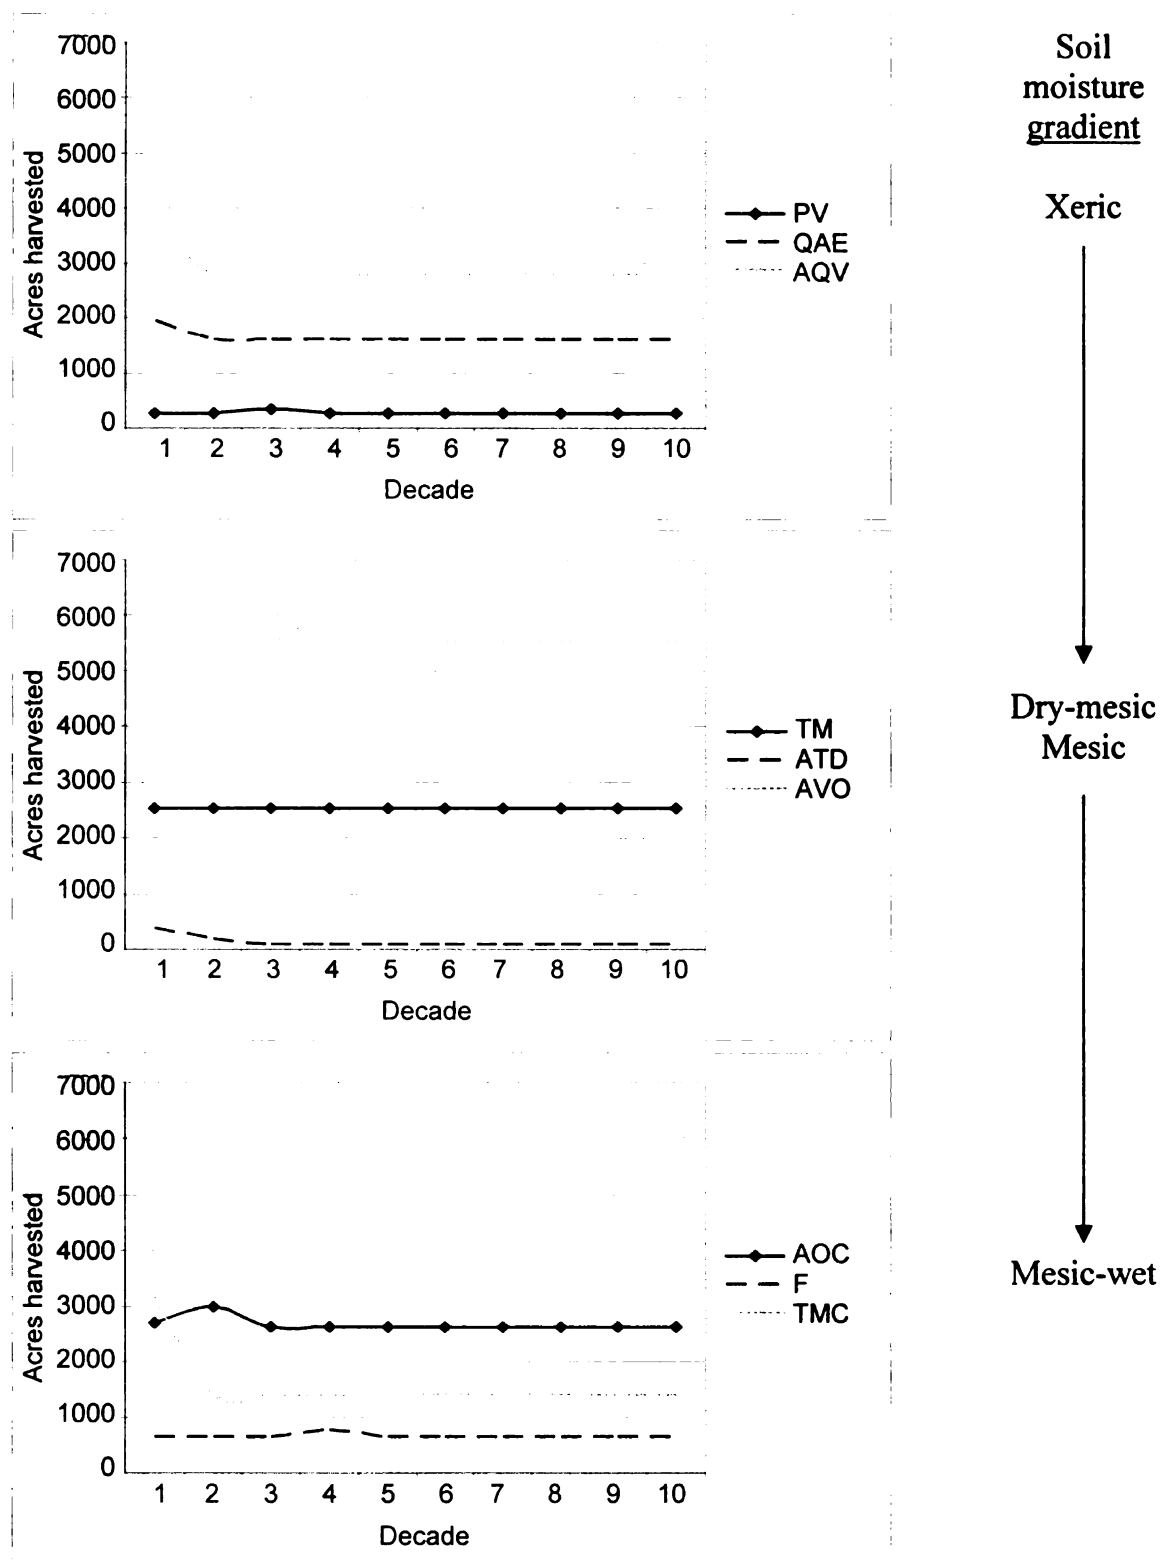 7000
6000
5000
4000
3000
2000
1000
0
Acres harvested
1 2 3 4 5 6 7 8 9 10
Decade
PV
QAE
AQV
Soil
moisture
gradient
Xeric
7000
6000
5000
4000
3000
2000
1000
0
Acres harvested
1 2 3 4 5 6 7 8 9 10
Decade
TM
ATD
AVO
Dry-mesic
Mesic
7000
6000
5000
4000
3000
2000
1000
0
Acres harvested
1 2 3 4 5 6 7 8 9 10
Decade
AOC
F
TMC
Mesic-wet